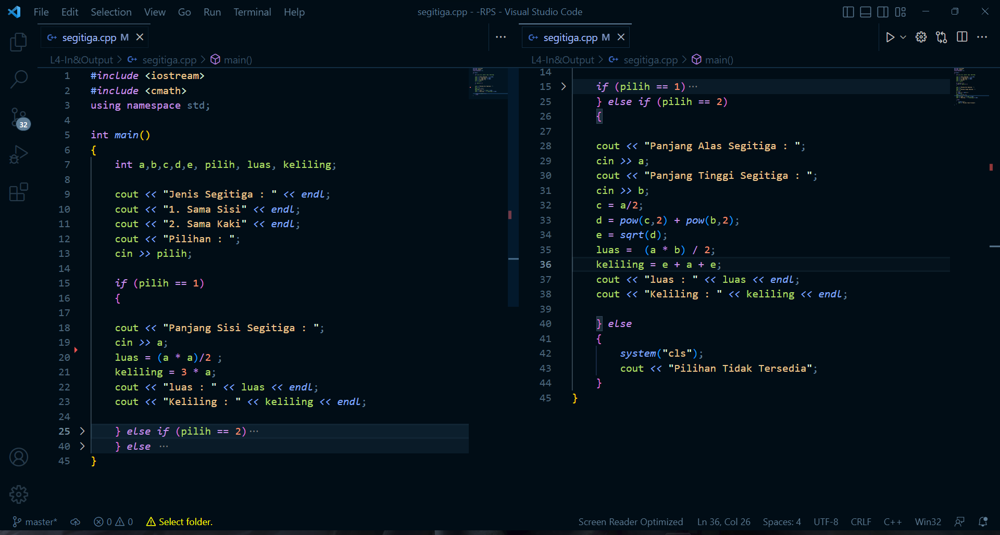 File Edit Selection View Go Run Terminal Help
segitiga.cpp - -RPS - Visual Studio Code
segitiga.cpp M
L4-In&Output > segitiga.cpp > main()
1 #include <iostream>
2 #include <cmath>
3 using namespace std;
4
5 int main()
6 {
7 int a,b,c,d,e, pilih, luas, keliling;
8
9 cout << "Jenis Segitiga : " << endl;
10 cout << "1. Sama Sisi" << endl;
11 cout << "2. Sama Kaki" << endl;
12 cout << "Pilihan : ";
13 cin >> pilih;
14
15 if (pilih == 1)
16 {
17
18 cout << "Panjang Sisi Segitiga : ";
19 cin >> a;
20 luas = (a * a)/2 ;
21 keliling = 3 * a;
22 cout << "luas : " << luas << endl;
23 cout << "Keliling : " << keliling << endl;
24
25 } else if (pilih == 2)···
40 } else ···
45 }
segitiga.cpp M
L4-In&Output > segitiga.cpp > main()
14
15 if (pilih == 1)···
25 } else if (pilih == 2)
26 {
27
28 cout << "Panjang Alas Segitiga : ";
29 cin >> a;
30 cout << "Panjang Tinggi Segitiga : ";
31 cin >> b;
32 c = a/2;
33 d = pow(c,2) + pow(b,2);
34 e = sqrt(d);
35 luas =  (a * b) / 2;
36 keliling = e + a + e;
37 cout << "luas : " << luas << endl;
38 cout << "Keliling : " << keliling << endl;
39
40 } else
41 {
42 system("cls");
43 cout << "Pilihan Tidak Tersedia";
44 }
45 }
32
master* 0 0 Select folder.
Screen Reader Optimized Ln 36, Col 26 Spaces: 4 UTF-8 CRLF C++ Win32